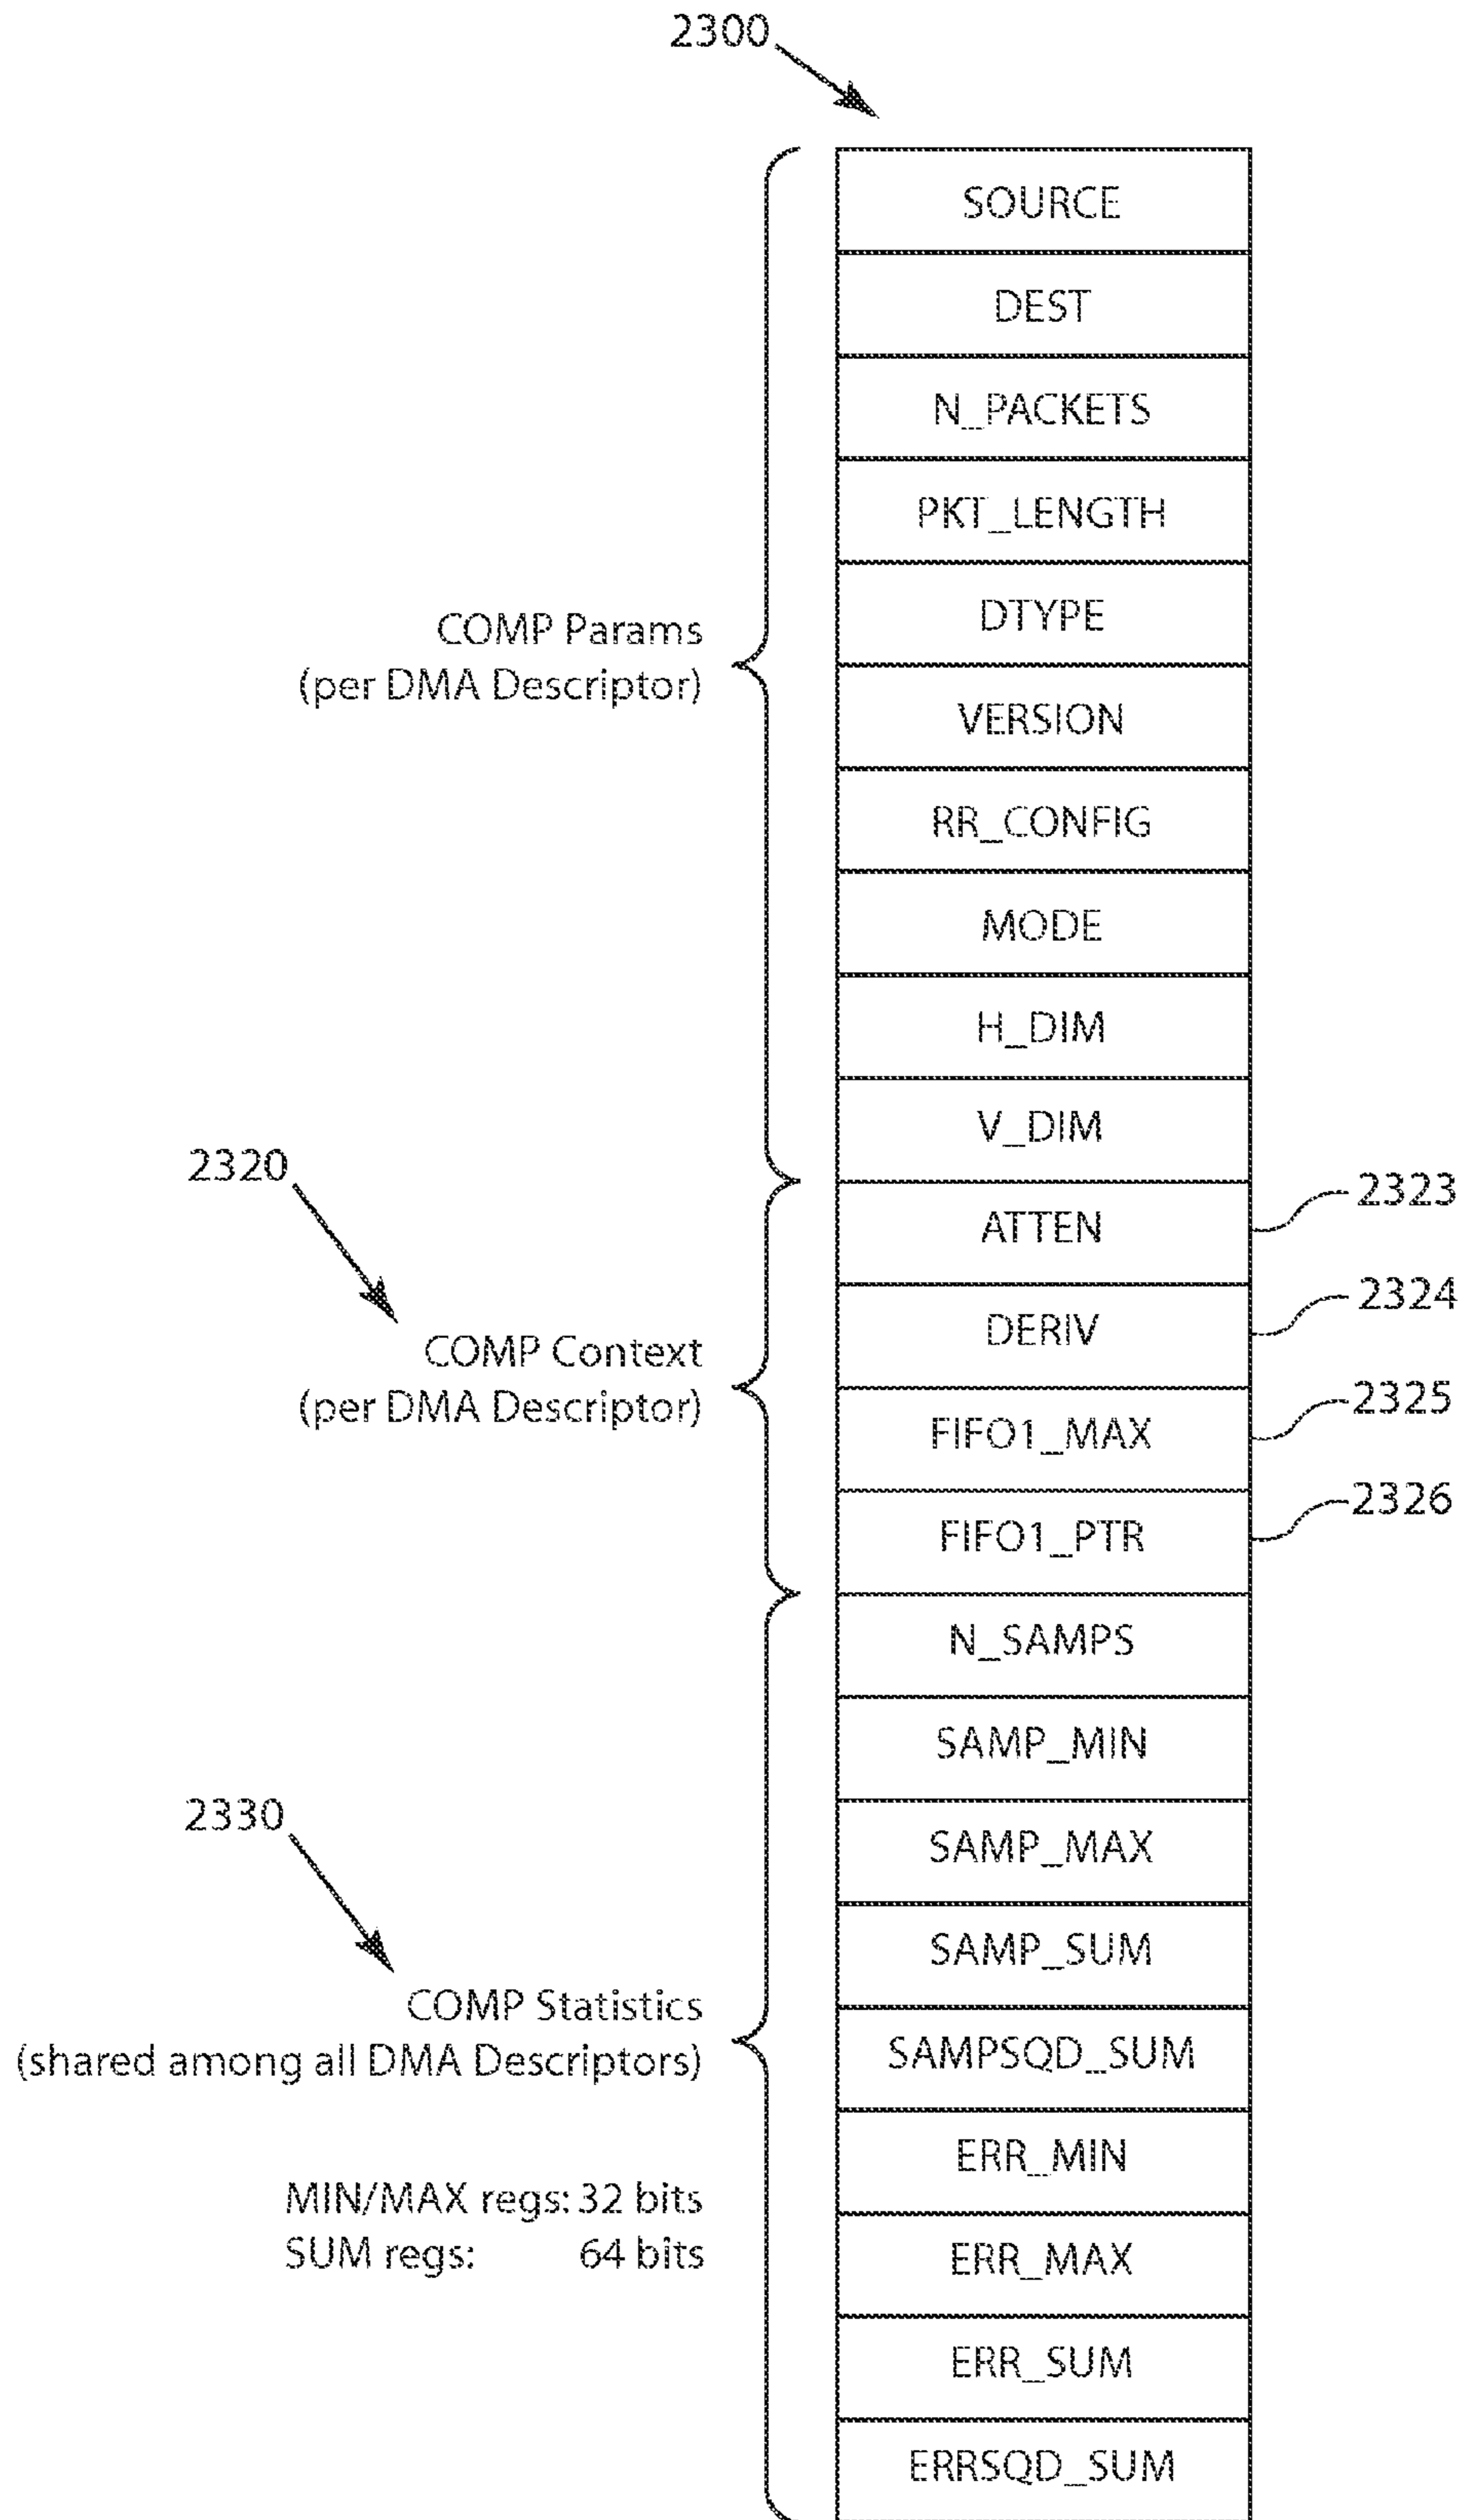 2300
SOURCE
DEST
N_PACKETS
PKT_LENGTH
DTYPE
VERSION
RR_CONFIG
MODE
H_DIM
V_DIM
COMP Params
(per DMA Descriptor)
2320
COMP Context
(per DMA Descriptor)
ATTEN
2323
DERIV
2324
FIFO1_MAX
2325
FIFO1_PTR
2326
2330
COMP Statistics
(shared among all DMA Descriptors)
MIN/MAX regs: 32 bits
SUM regs: 64 bits
N_SAMPS
SAMP_MIN
SAMP_MAX
SAMP_SUM
SAMPSQD_SUM
ERR_MIN
ERR_MAX
ERR_SUM
ERRSQD_SUM